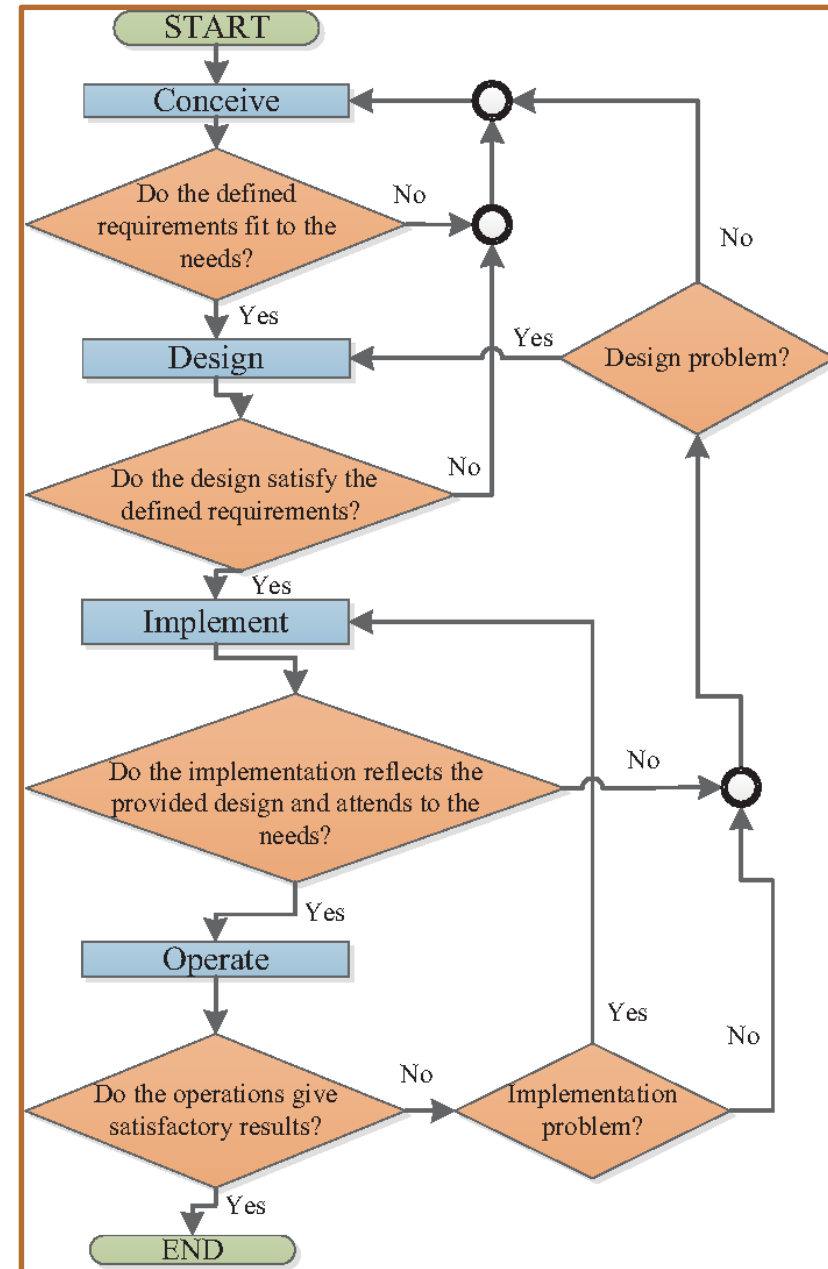 START
Conceive
Do the defined
requirements fit to the
needs?
No
No
Yes
Design
Yes
Design problem?
Do the design satisfy the
defined requirements?
No
Yes
Implement
Do the implementation reflects the
provided design and attends to the
needs?
No
Yes
Operate
Yes
No
Do the operations give
satisfactory results?
No
Implementation
problem?
Yes
END